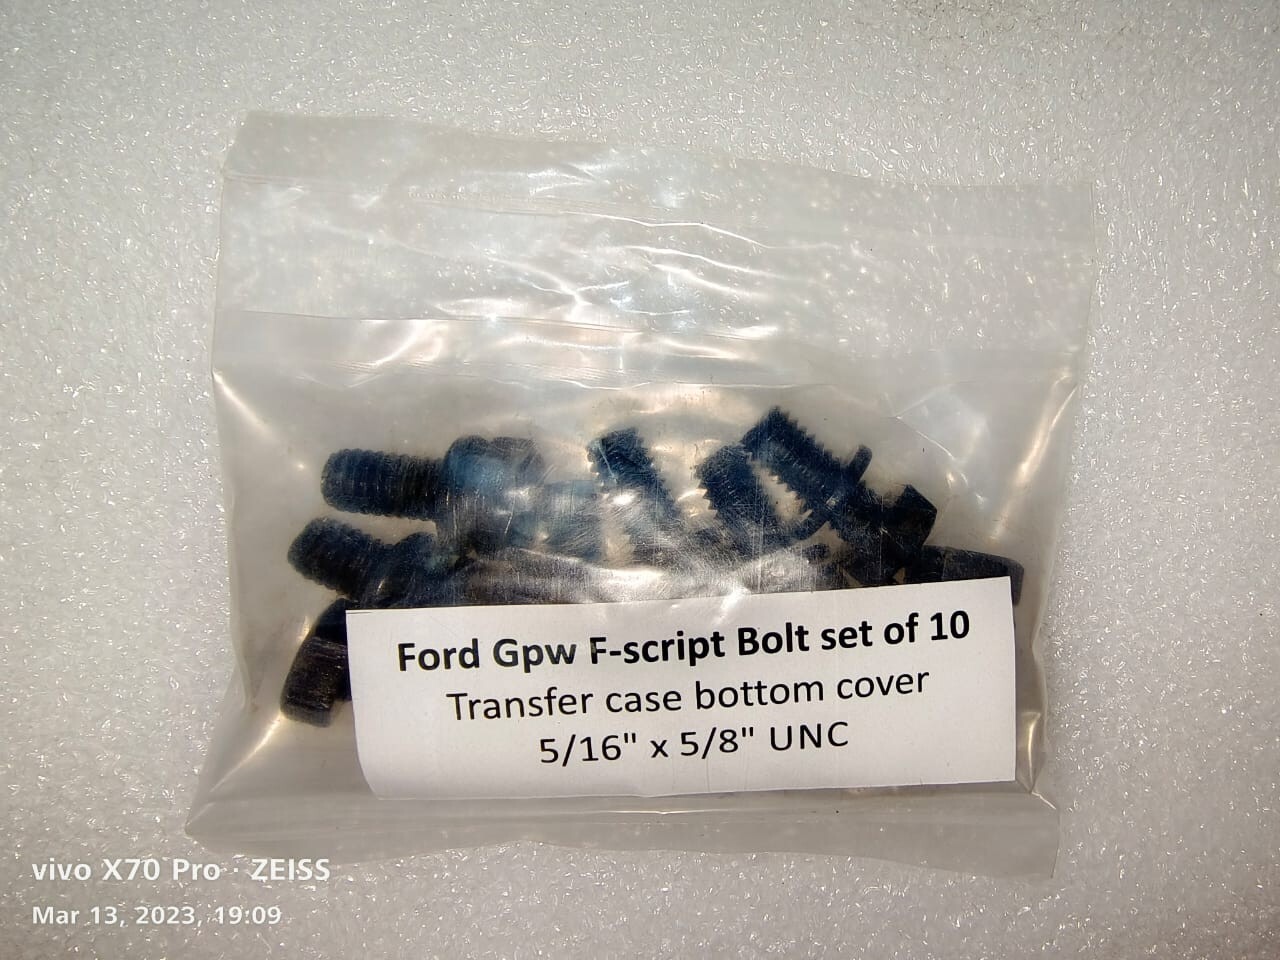 Ford Gpw F-script Bolt set of 10
Transfer case bottom cover
5/16" x 5/8" UNC
vivo X70 Pro · ZEISS
Mar 13, 2023, 19:09